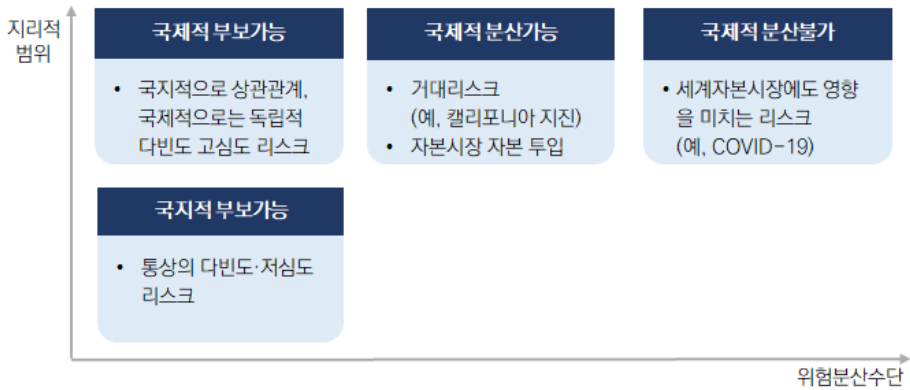 지리적
범위
국제적 부보가능
• 국지적으로 상관관계,
국제적으로는 독립적
다빈도 고심도 리스크
국제적 분산가능
• 거대리스크
(예, 캘리포니아 지진)
• 자본시장 자본 투입
국제적 분산불가
• 세계자본시장에도 영향
을 미치는 리스크
(예, COVID-19)
국지적 부보가능
• 통상의 다빈도·저심도
리스크
위험분산수단